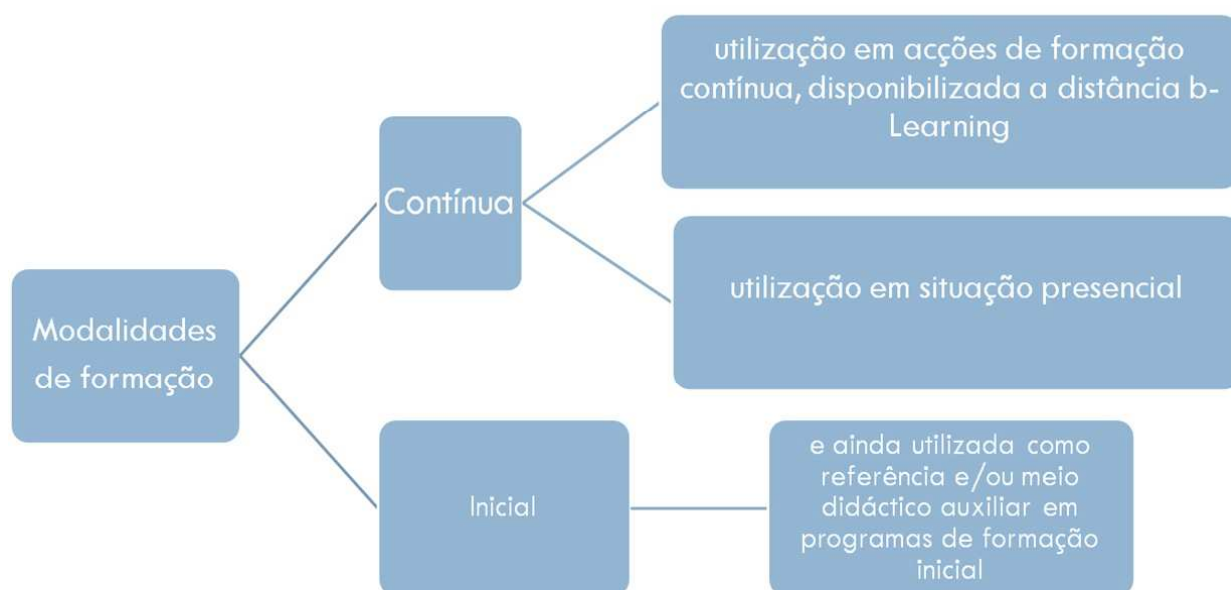 utilização em acções de formação
contínua, disponibilizada a distância b-
Learning
Contínua
utilização em situação presencial
Modalidades
de formação
Inicial
e ainda utilizada como
referência e/ou meio
didáctico auxiliar em
programas de formação
inicial